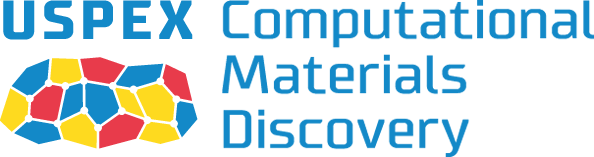 USPEX
Computational
Materials
Discovery